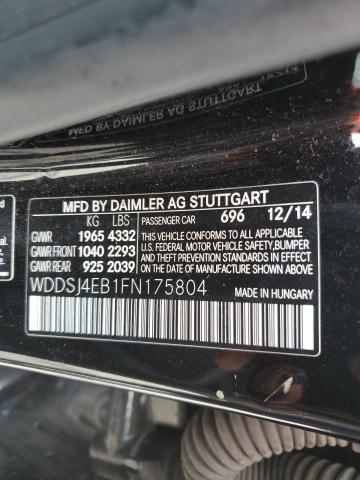 MFD BY DAIMLER AG STUTTGART
KG LBS PASSENGER CAR 696 12/14
GVWR 1965 4332
GAWR FRONT 1040 2293
GAWR REAR 925 2039
THIS VEHICLE CONFORMS TO ALL APPLICABLE
U.S. FEDERAL MOTOR VEHICLE SAFETY, BUMPER
AND THEFT PREVENTION STANDARDS IN EFFECT
ON THE DATE OF MANUFACTURE SHOWN ABOVE
WDDSJ4EB1FN175804
MADE IN HUNGARY